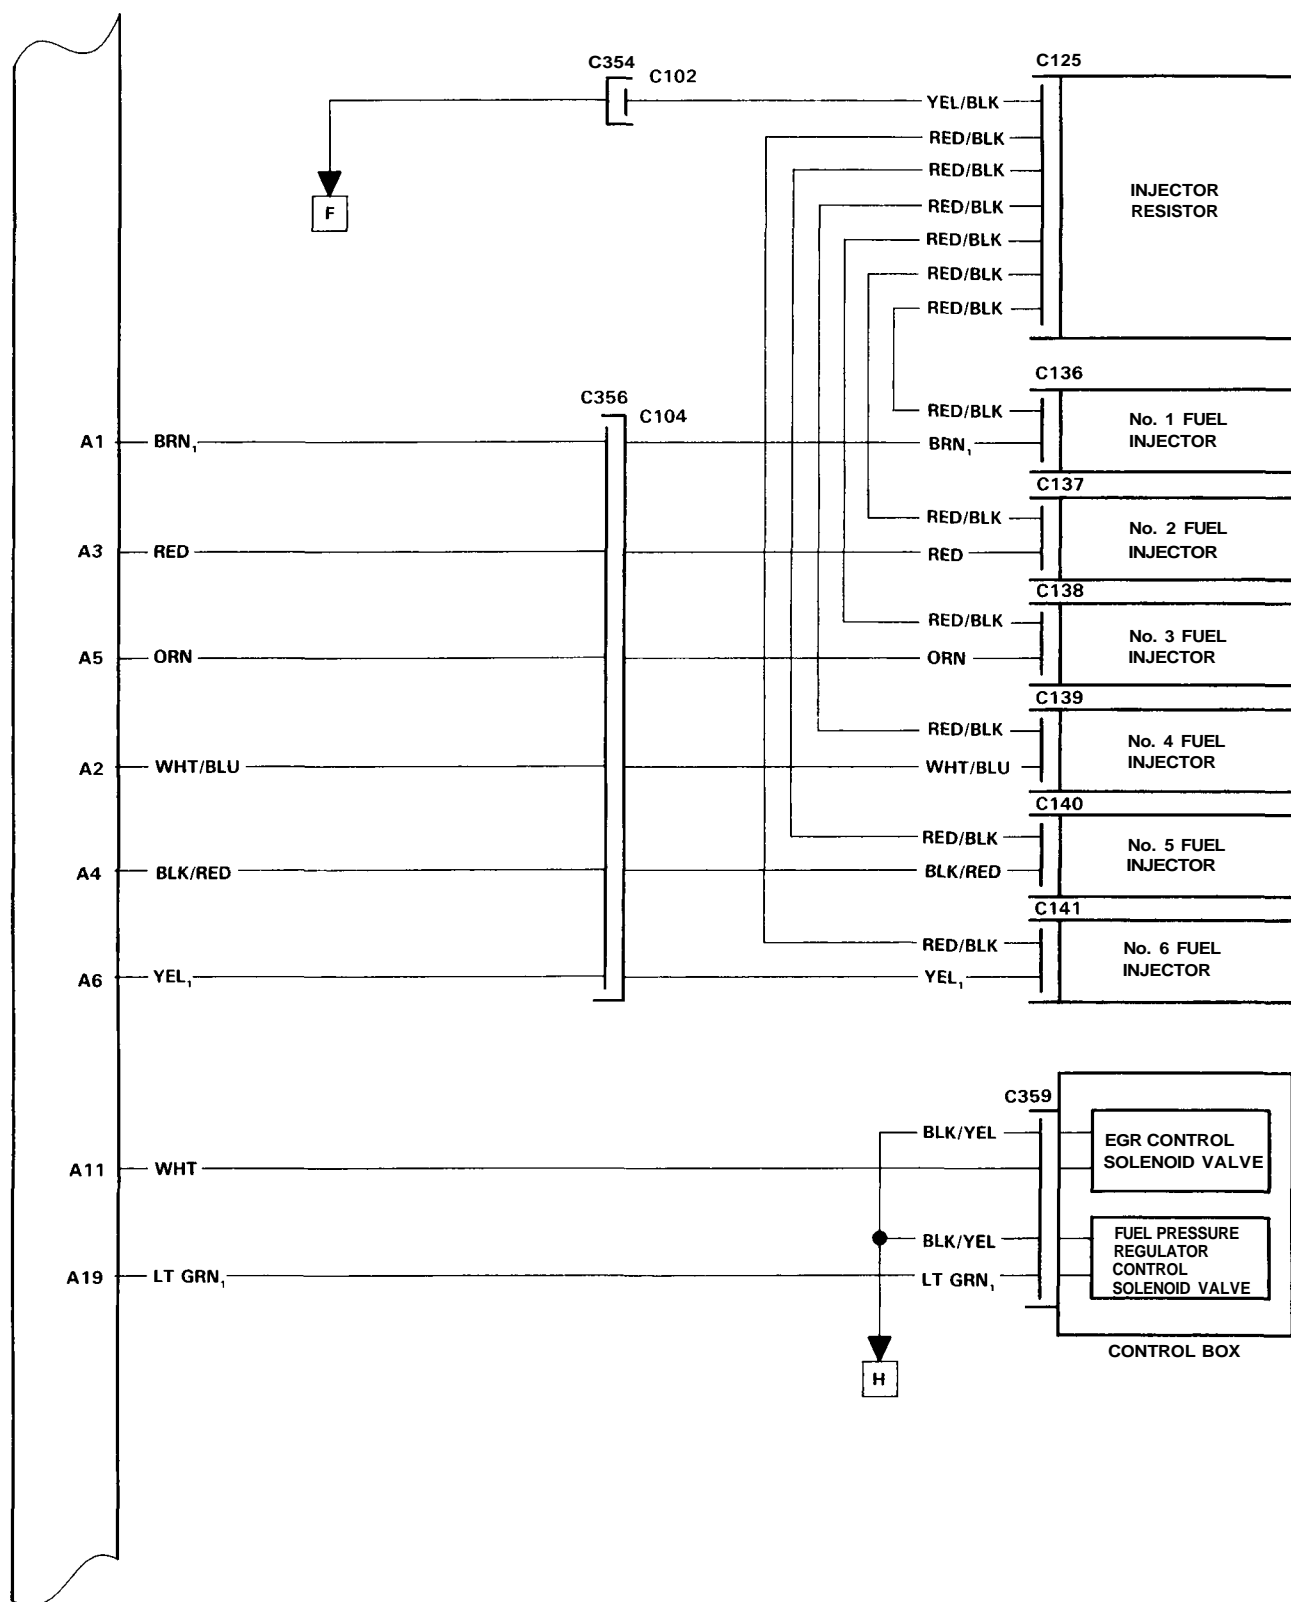 C354
C102
C125
YEL/BLK
RED/BLK
RED/BLK
RED/BLK
RED/BLK
RED/BLK
RED/BLK
INJECTOR
RESISTOR
F
C136
C356
C104
RED/BLK
No. 1 FUEL
INJECTOR
A1
BRN₁
BRN₁
C137
RED/BLK
No. 2 FUEL
INJECTOR
A3
RED
RED
C138
RED/BLK
No. 3 FUEL
INJECTOR
A5
ORN
ORN
C139
RED/BLK
No. 4 FUEL
INJECTOR
A2
WHT/BLU
WHT/BLU
C140
RED/BLK
No. 5 FUEL
INJECTOR
A4
BLK/RED
BLK/RED
C141
RED/BLK
No. 6 FUEL
INJECTOR
A6
YEL₁
YEL₁
C359
BLK/YEL
EGR CONTROL
SOLENOID VALVE
A11
WHT
BLK/YEL
FUEL PRESSURE
REGULATOR
CONTROL
SOLENOID VALVE
A19
LT GRN₁
LT GRN₁
CONTROL BOX
H